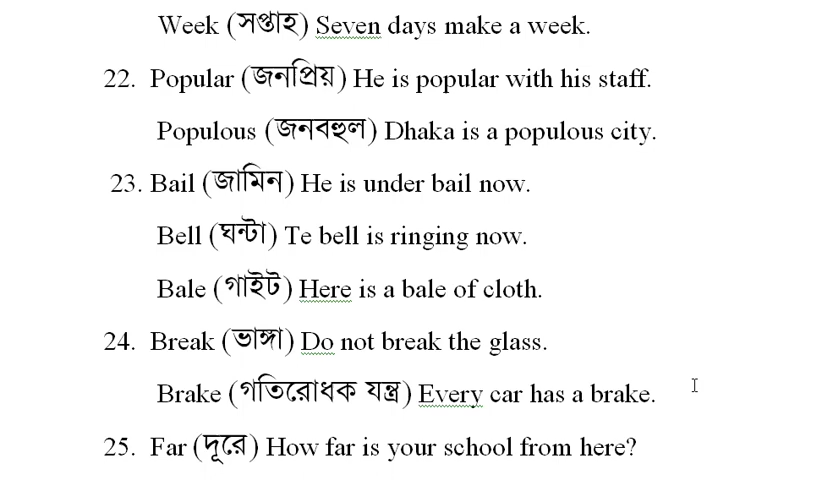 Week (সপ্তাহ) Seven days make a week.
22. Popular (জনপ্রিয়) He is popular with his staff.
Populous (জনবহুল) Dhaka is a populous city.
23. Bail (জামিন) He is under bail now.
Bell (ঘন্টা) Te bell is ringing now.
Bale (গাইট) Here is a bale of cloth.
24. Break (ভাঙ্গা) Do not break the glass.
Brake (গতিরোধক যন্ত্র) Every car has a brake.
25. Far (দূরে) How far is your school from here?